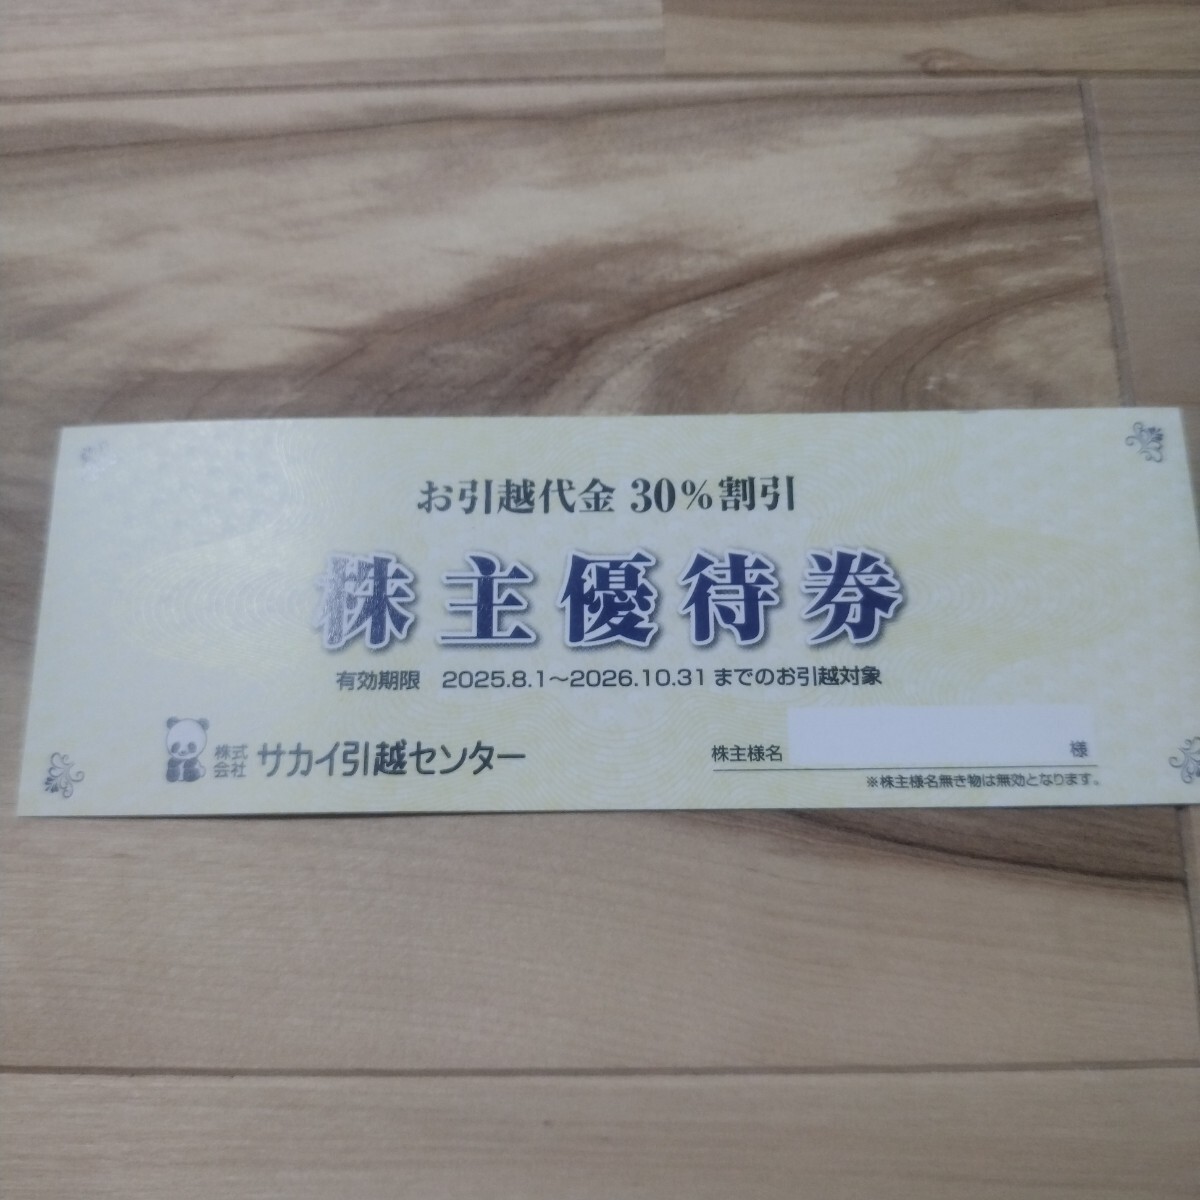 お引越代金 30%割引
株主優待券
有効期限 2025.8.1～2026.10.31 までのお引越対象
株式会社 サカイ引越センター
株主様名 様
※株主様名無き物は無効となります。